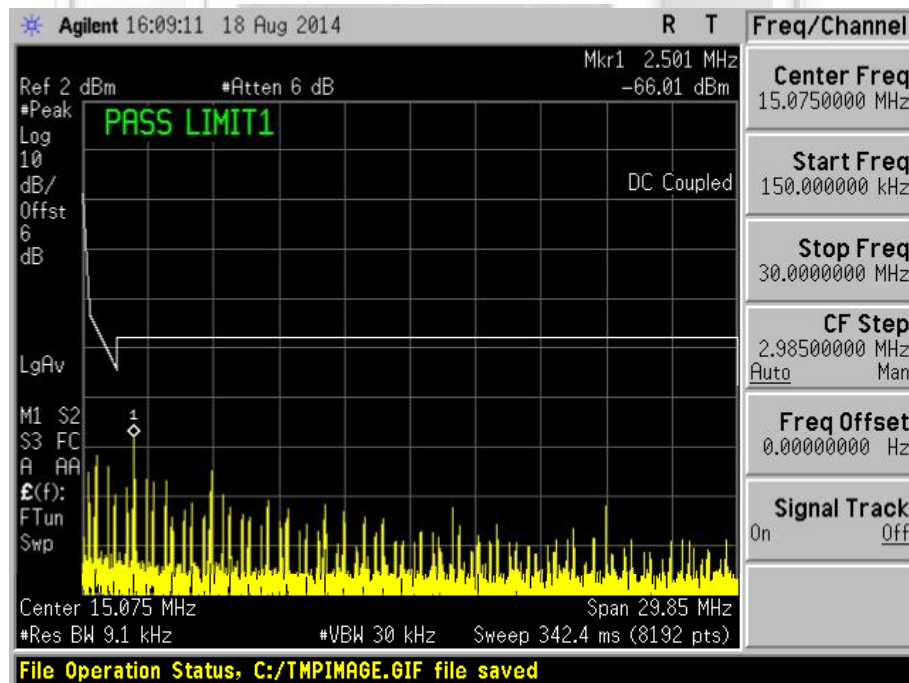 Agilent 16:09:11 18 Aug 2014 R T
Mkr1 2.501 MHz
Ref 2 dBm #Atten 6 dB -66.01 dBm
#Peak
Log
10
dB/
Offst
6
dB
PASS LIMIT1
DC Coupled
LgAv
M1 S2
S3 FC
A AA
£(f):
FTun
Swp
1
Center 15.075 MHz Span 29.85 MHz
#Res BW 9.1 kHz #VBW 30 kHz Sweep 342.4 ms (8192 pts)
File Operation Status, C:/TMPIMAGE.GIF file saved
Freq/Channel
Center Freq
15.0750000 MHz
Start Freq
150.000000 kHz
Stop Freq
30.0000000 MHz
CF Step
2.98500000 MHz
Auto Man
Freq Offset
0.00000000 Hz
Signal Track
On Off